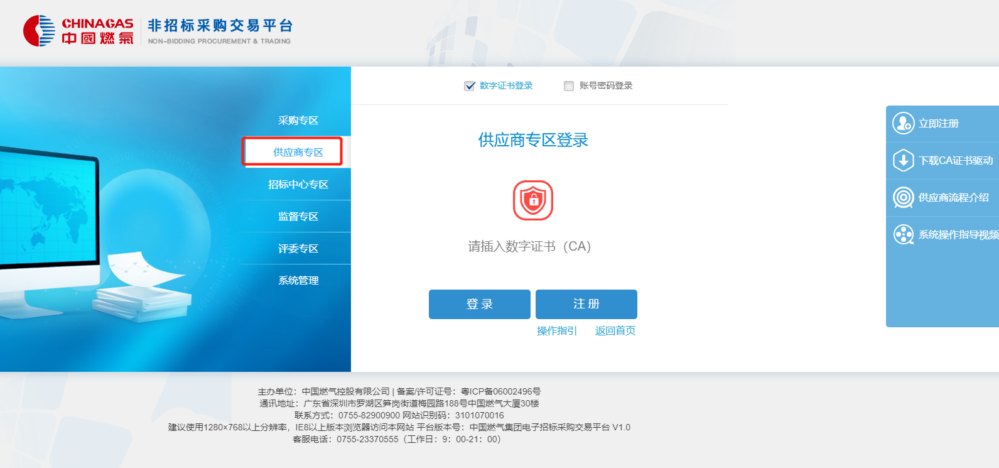 CHINAGAS
中國燃氣
非招标采购交易平台
NON-BIDDING PROCUREMENT & TRADING
数字证书登录
账号密码登录
采购专区
供应商专区
招标中心专区
监督专区
评委专区
系统管理
供应商专区登录
请插入数字证书（CA）
登 录
注 册
操作指引
返回首页
立即注册
下载CA证书驱动
供应商流程介绍
系统操作指导视频
主办单位：中国燃气控股有限公司 | 备案/许可证号：粤ICP备06002496号
通讯地址：广东省深圳市罗湖区笋岗街道梅园路188号中国燃气大厦30楼
联系方式：0755-82900900 网站识别码：3101070016
建议使用1280×768以上分辨率，IE8以上版本浏览器访问本网站 平台版本号：中国燃气集团电子招标采购交易平台 V1.0
客服电话：0755-23370555（工作日：9：00-21：00）